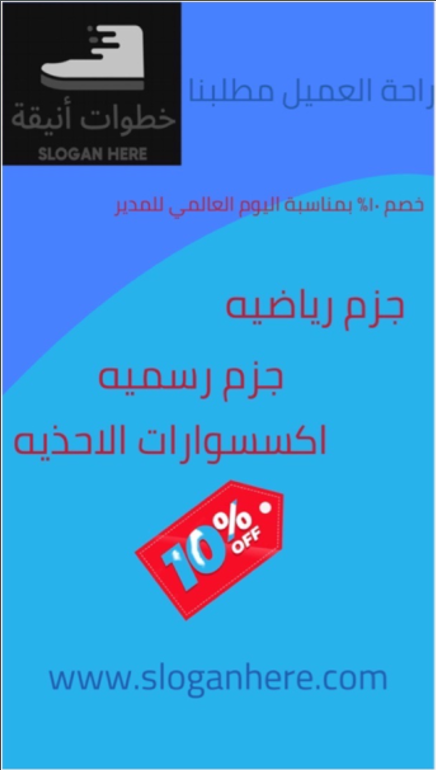 خطوات أنيقة
SLOGAN HERE
راحة العميل مطلبنا
خصم ١٠% بمناسبة اليوم العالمي للمدير
جزم رياضيه
جزم رسميه
اكسسوارات الاحذيه
10%
OFF
www.sloganhere.com